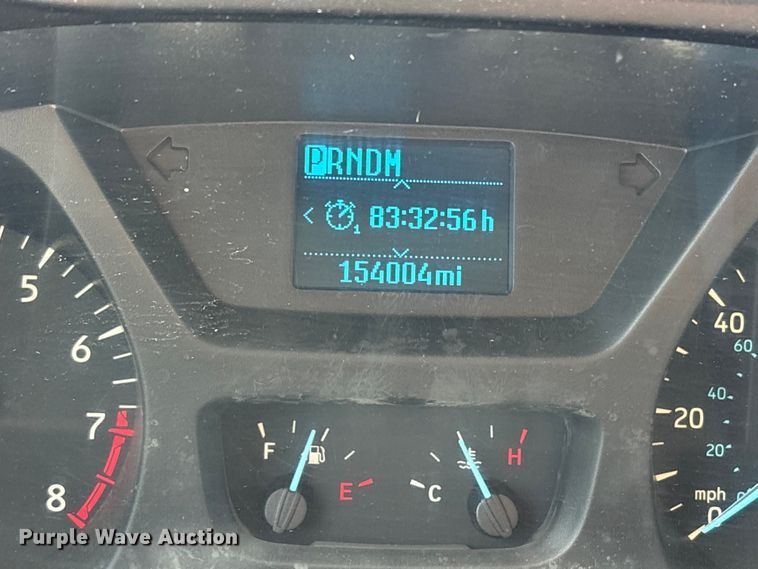 PRNDM
< 1 83:32:56 h
154004mi
5
6
7
8
F
E
C
H
40
60
40
20
20
mph
0
Purple Wave Auction